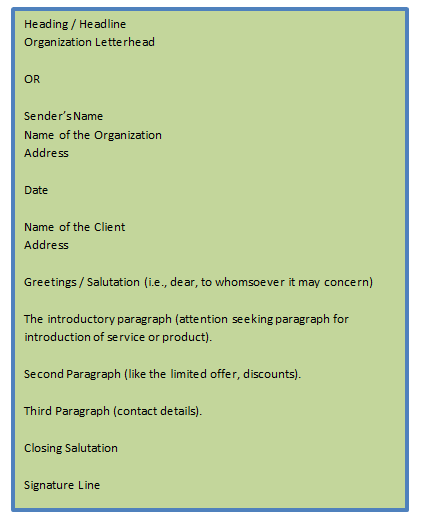 Heading / Headline
Organization Letterhead
OR
Sender's Name
Name of the Organization
Address
Date
Name of the Client
Address
Greetings / Salutation (i.e., dear, to whomsoever it may concern)
The introductory paragraph (attention seeking paragraph for
introduction of service or product).
Second Paragraph (like the limited offer, discounts).
Third Paragraph (contact details).
Closing Salutation
Signature Line